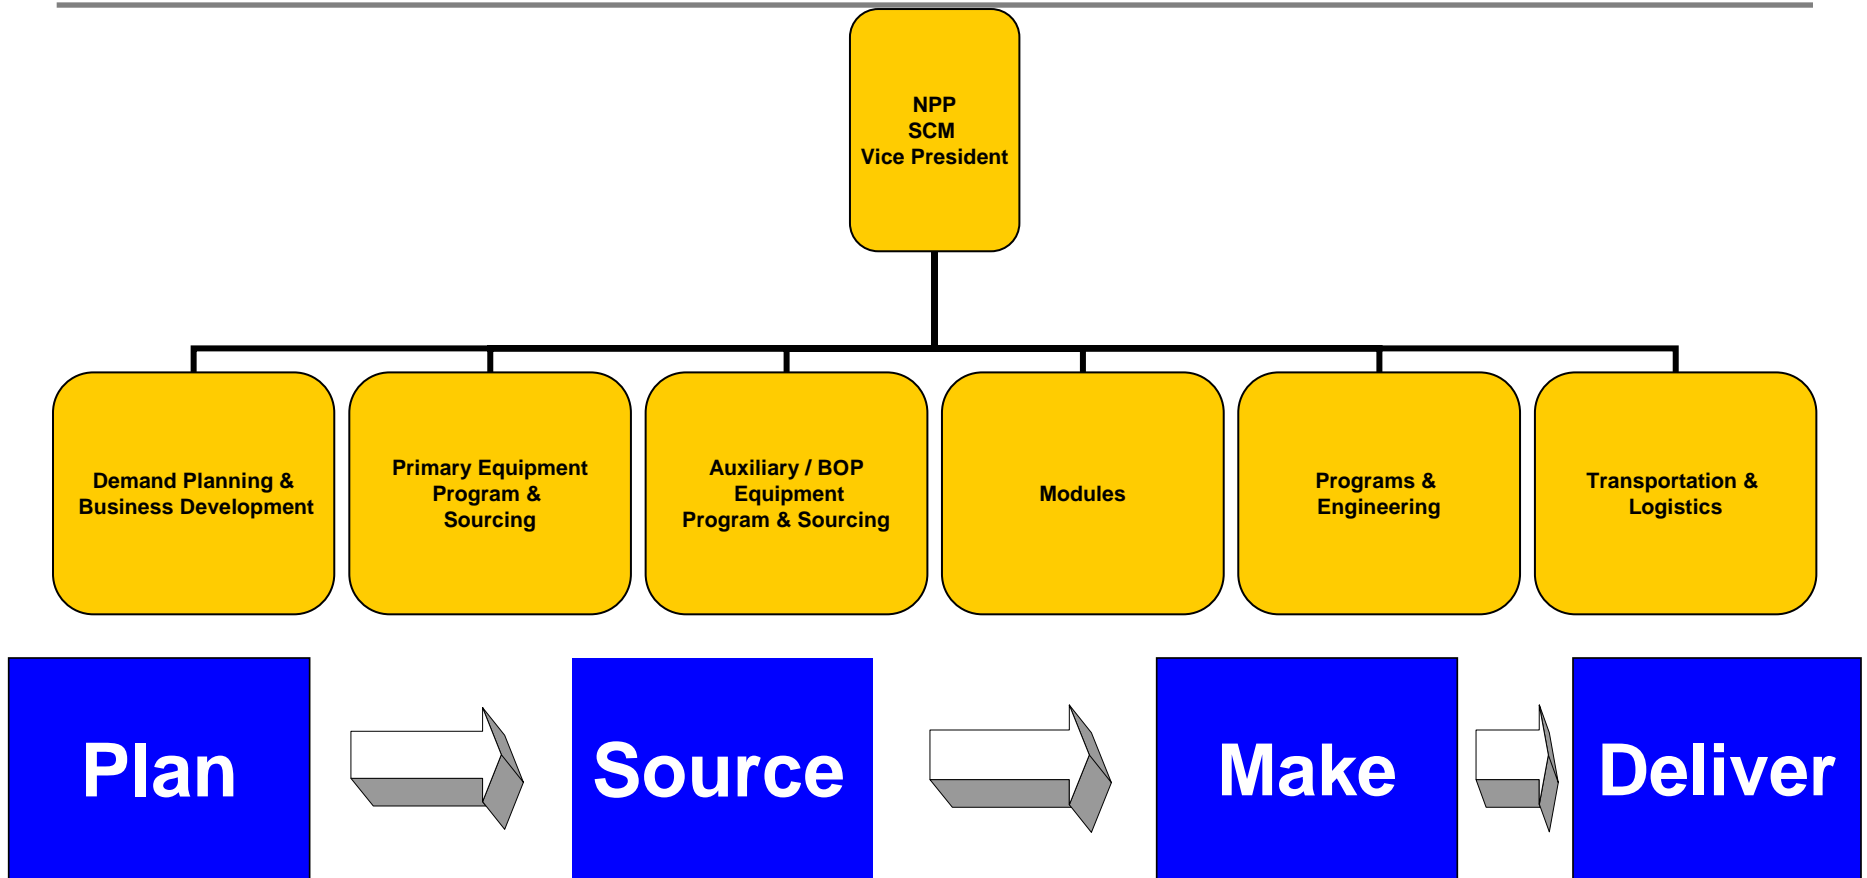 NPP
SCM
Vice President
Demand Planning &
Business Development
Primary Equipment
Program &
Sourcing
Auxiliary / BOP
Equipment
Program & Sourcing
Modules
Programs &
Engineering
Transportation &
Logistics
Plan
Source
Make
Deliver